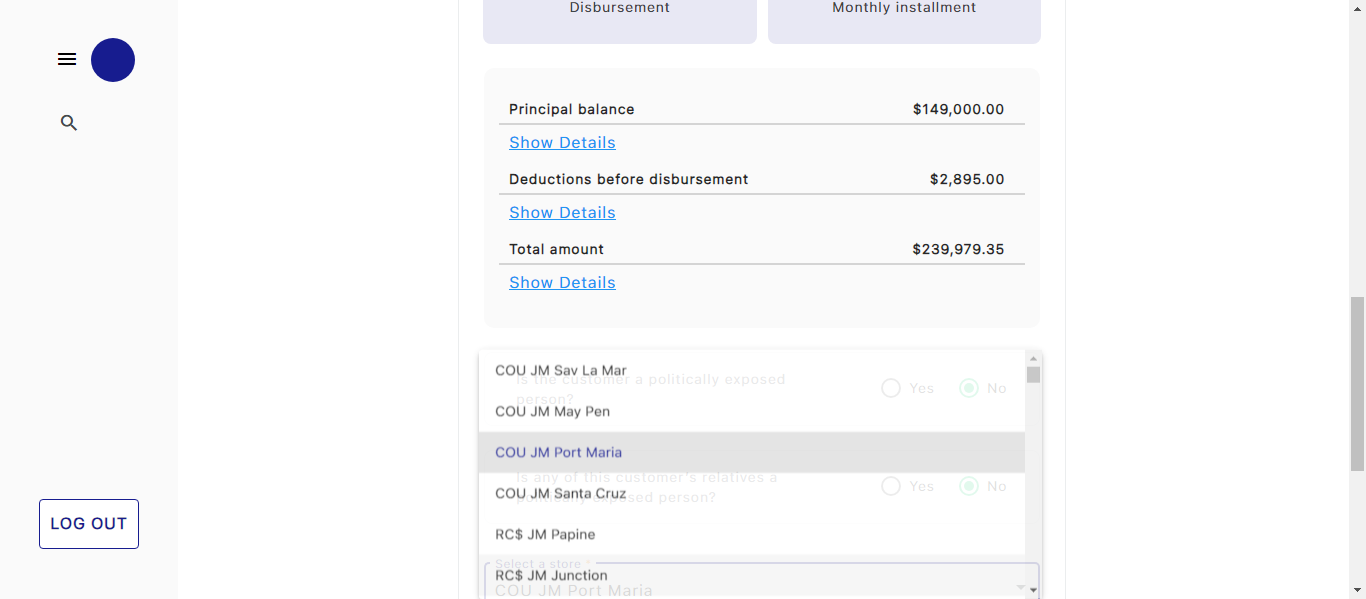 Disbursement
Monthly installment
Principal balance $149,000.00
Show Details
Deductions before disbursement $2,895.00
Show Details
Total amount $239,979.35
Show Details
COU JM Sav La Mar
Is the customer a politically exposed
person?
Yes No
COU JM May Pen
COU JM Port Maria
Is any of this customer's relatives a
politically exposed person?
Yes No
COU JM Santa Cruz
RC$ JM Papine
Select a store *
RC$ JM Junction
COU JM Port Maria
LOG OUT